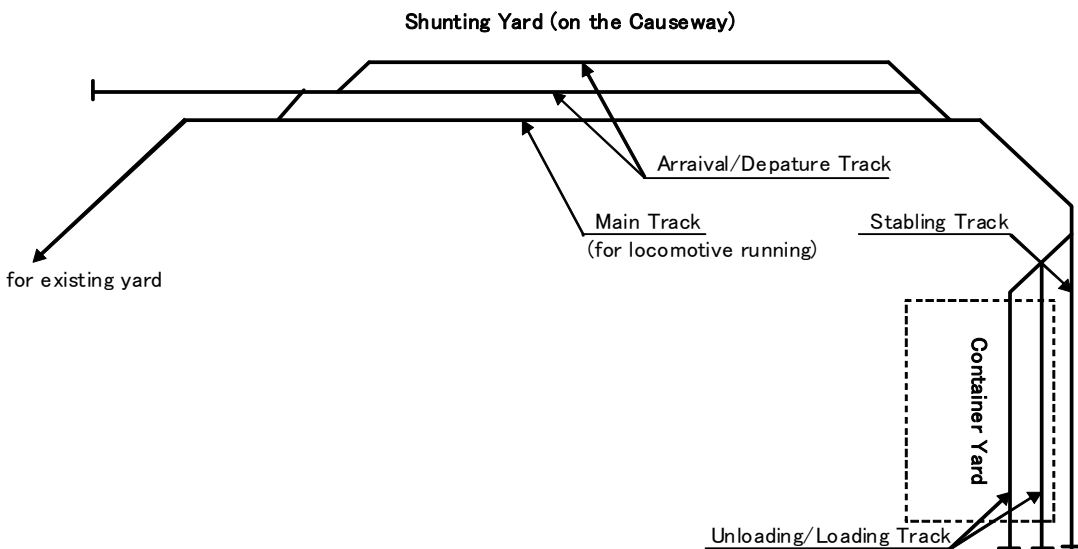 Shunting Yard (on the Causeway)
Arraival/Depature Track
Main Track
(for locomotive running)
Stabling Track
for existing yard
Container Yard
Unloading/Loading Track